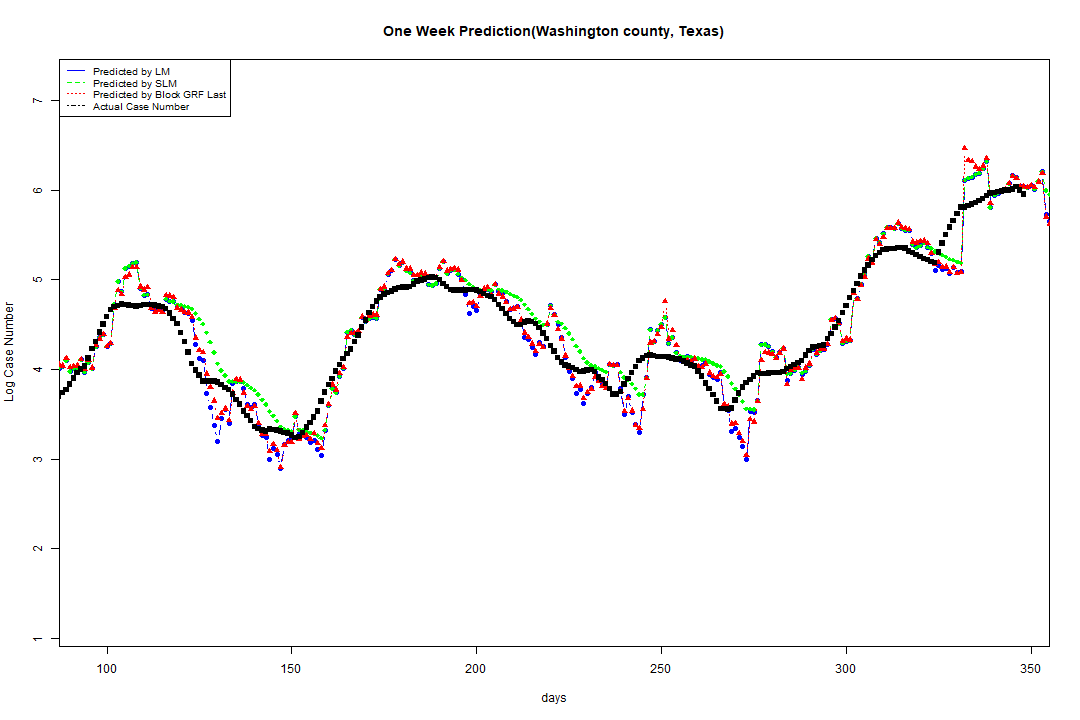 One Week Prediction(Washington county, Texas)
Predicted by LM
Predicted by SLM
Predicted by Block GRF Last
Actual Case Number
7
6
5
4
3
2
1
Log Case Number
100 150 200 250 300 350
days